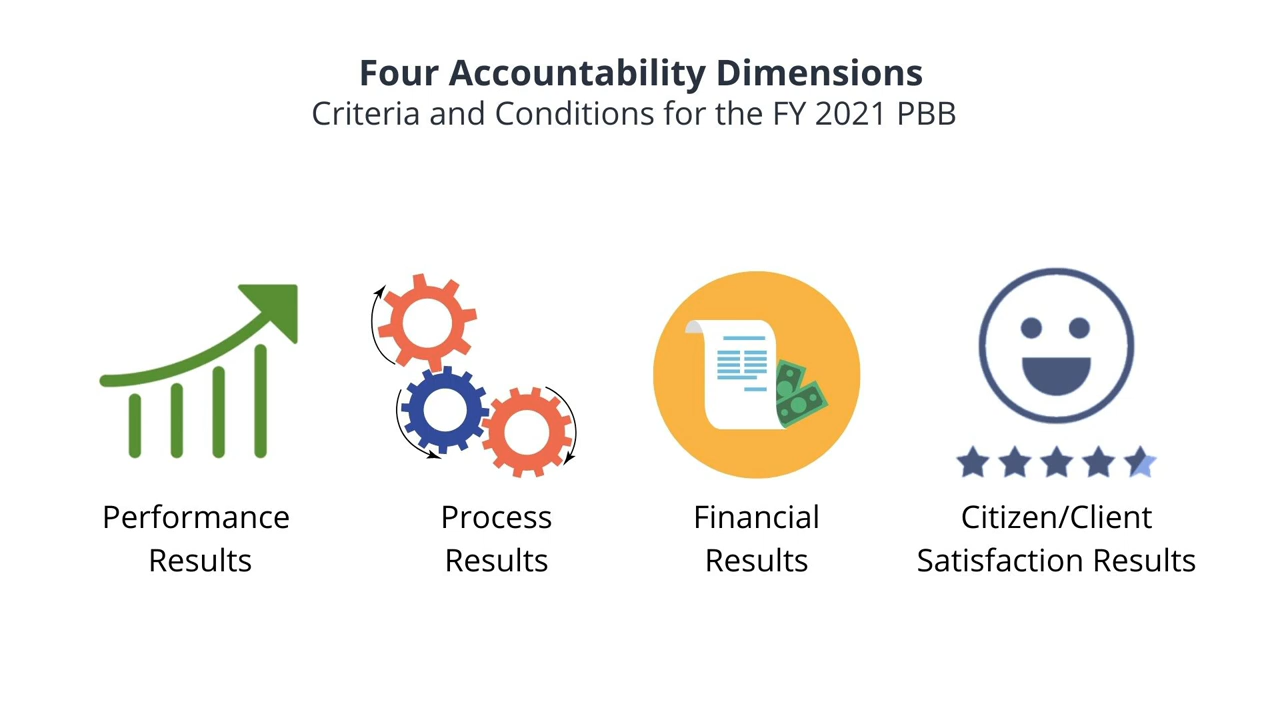 Four Accountability Dimensions
Criteria and Conditions for the FY 2021 PBB
Performance
Results
Process
Results
Financial
Results
Citizen/Client
Satisfaction Results